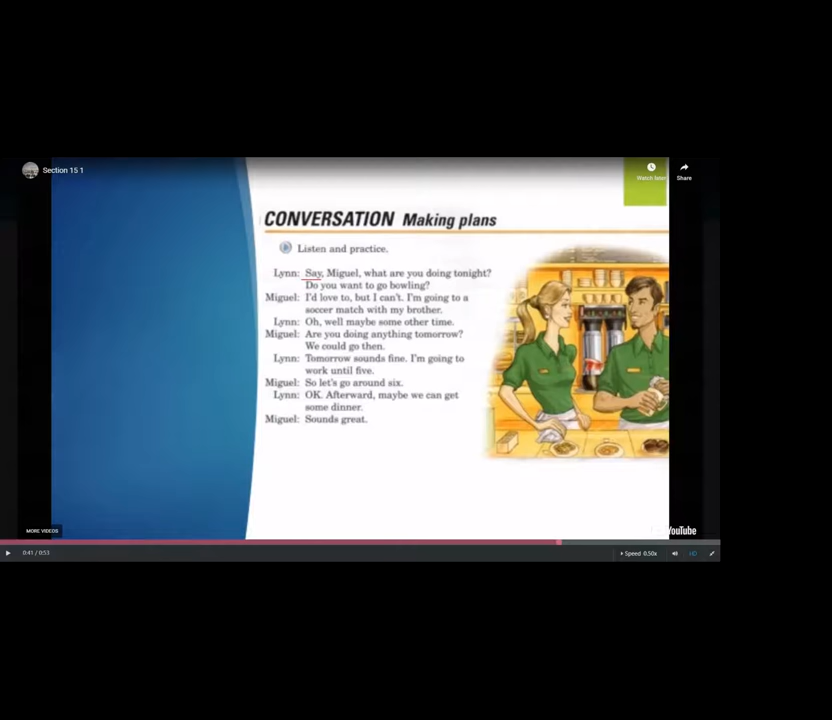 Section 15 1
Watch later
Share
CONVERSATION Making plans
Listen and practice.
Lynn: Say, Miguel, what are you doing tonight?
Do you want to go bowling?
Miguel: I'd love to, but I can't. I'm going to a
soccer match with my brother.
Lynn: Oh, well maybe some other time.
Miguel: Are you doing anything tomorrow?
We could go then.
Lynn: Tomorrow sounds fine. I'm going to
work until five.
Miguel: So let's go around six.
Lynn: OK. Afterward, maybe we can get
some dinner.
Miguel: Sounds great.
MORE VIDEOS
YouTube
0:41 / 0:53
Speed 0.50x
HD